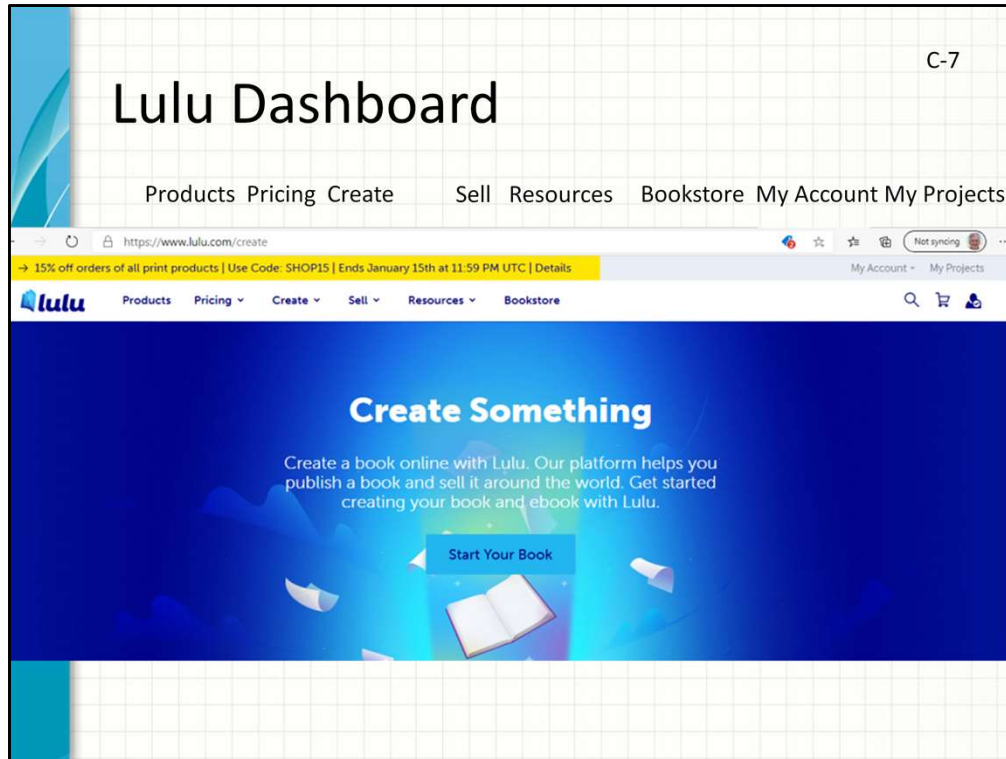 C-7
Lulu Dashboard
Products Pricing Create Sell Resources Bookstore My Account My Projects
https://www.lulu.com/create Not syncing
→ 15% off orders of all print products | Use Code: SHOP15 | Ends January 15th at 11:59 PM UTC | Details My Account My Projects
lulu Products Pricing Create Sell Resources Bookstore
Create Something
Create a book online with Lulu. Our platform helps you
publish a book and sell it around the world. Get started
creating your book and ebook with Lulu.
Start Your Book